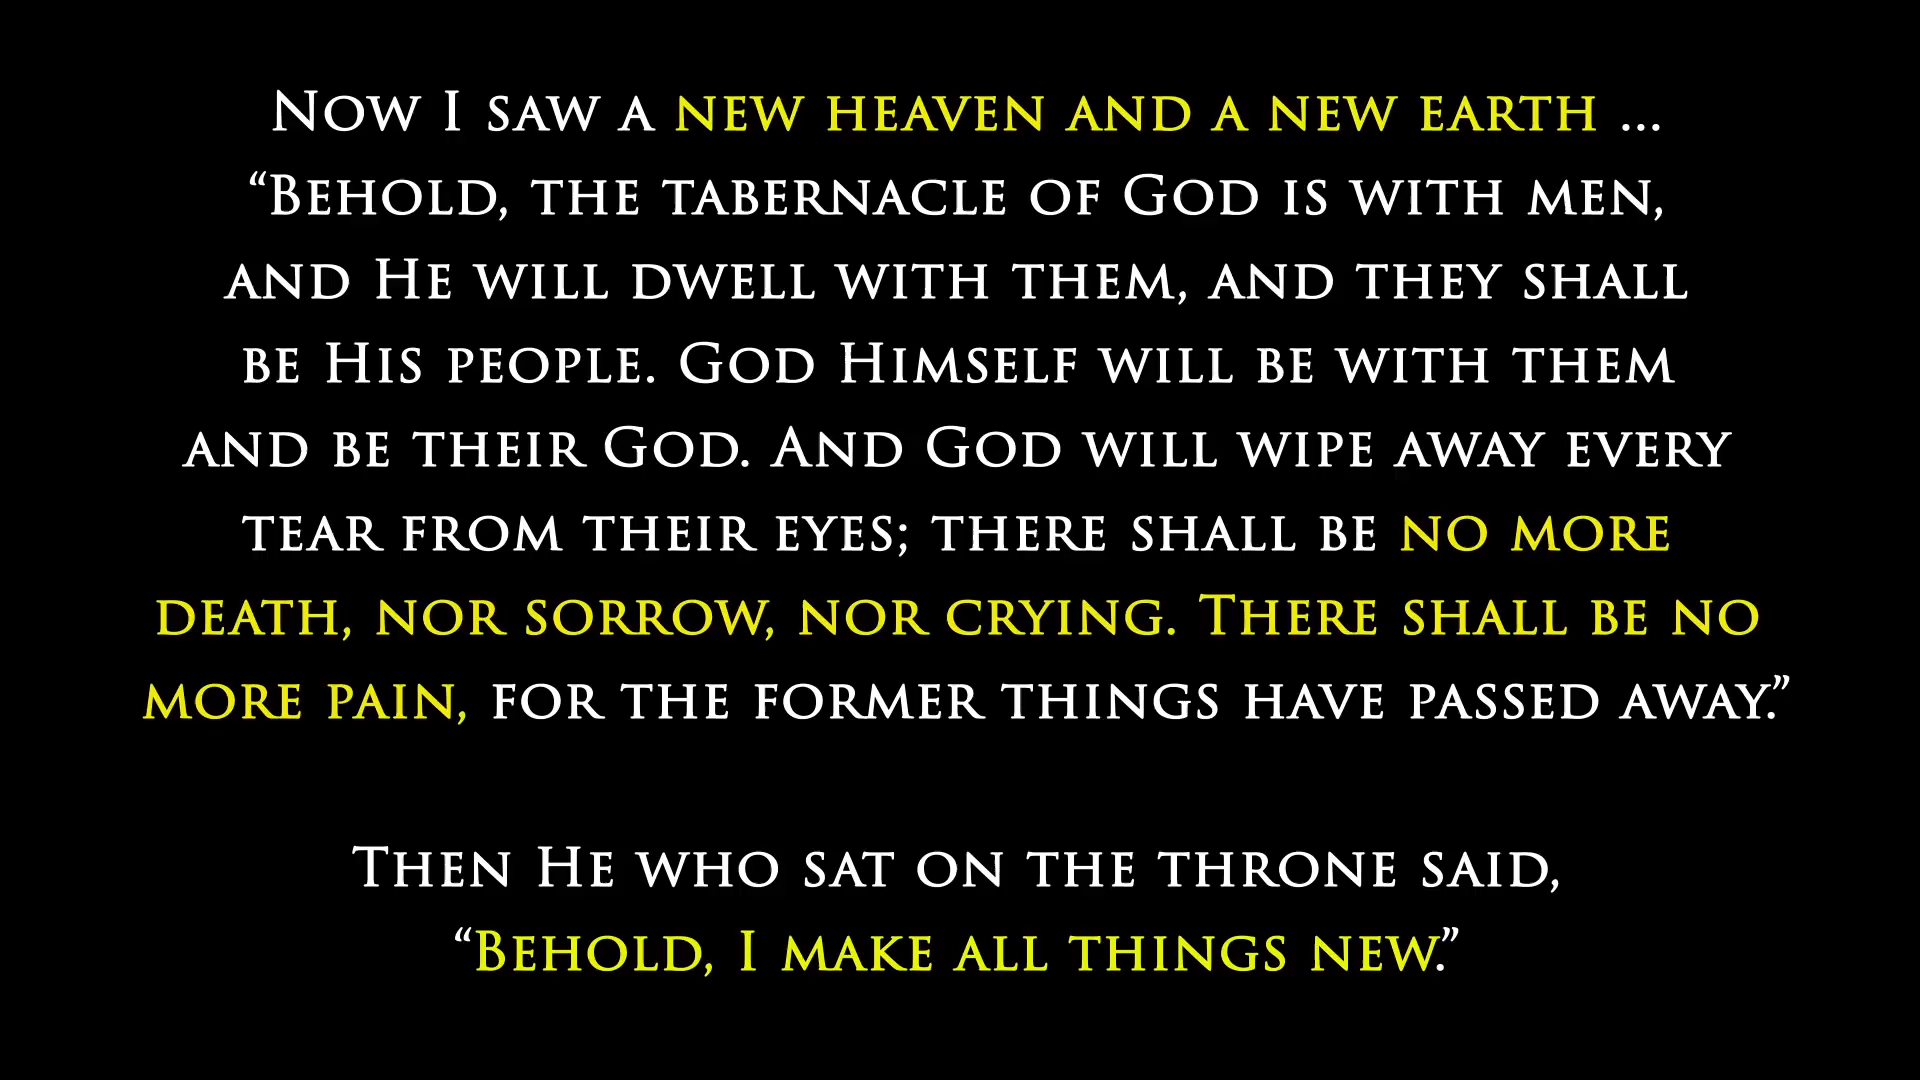 Now I saw a new heaven and a new earth ...
“Behold, the tabernacle of God is with men,
and He will dwell with them, and they shall
be His people. God Himself will be with them
and be their God. And God will wipe away every
tear from their eyes; there shall be no more
death, nor sorrow, nor crying. There shall be no
more pain, for the former things have passed away.”
Then He who sat on the throne said,
“Behold, I make all things new.”